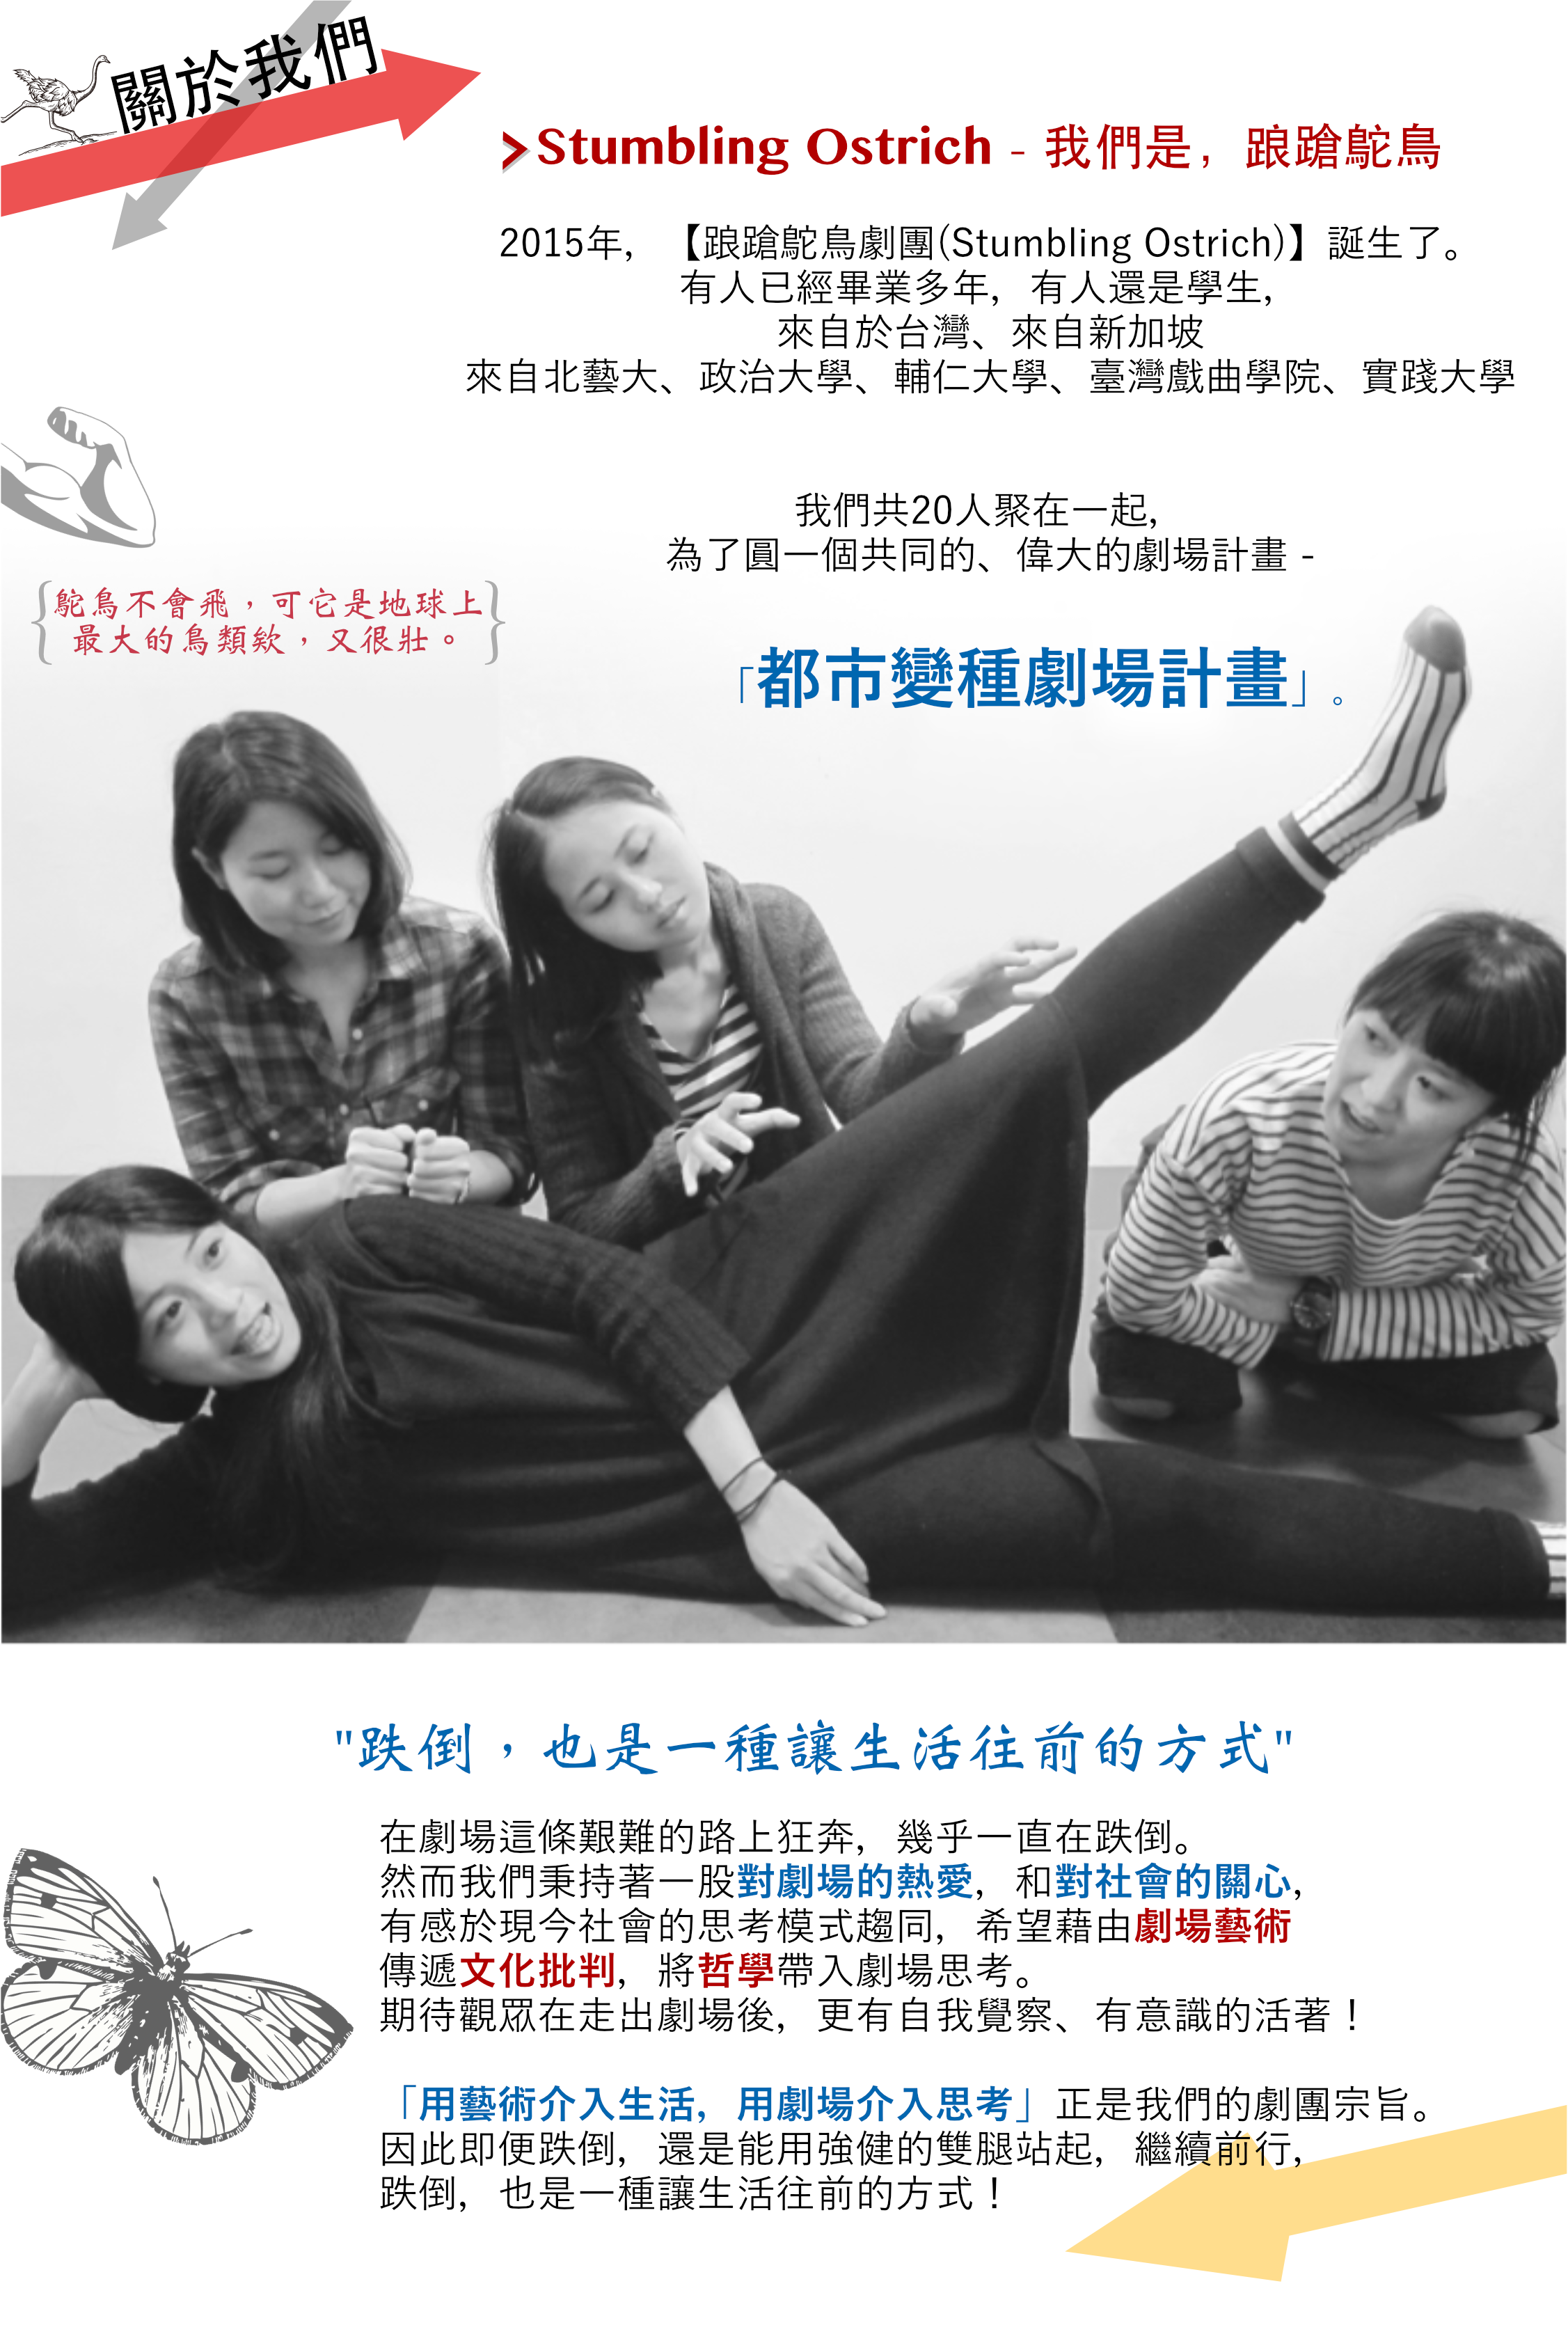 關於我們
Stumbling Ostrich - 我們是，踉蹌鴕鳥
2015年，【踉蹌鴕鳥劇團(Stumbling Ostrich)】誕生了。
有人已經畢業多年，有人還是學生，
來自於台灣、來自新加坡
來自北藝大、政治大學、輔仁大學、臺灣戲曲學院、實踐大學
我們共20人聚在一起，
為了圓一個共同的、偉大的劇場計畫 -
鴕鳥不會飛，可它是地球上
最大的鳥類欸，又很壯。
「都市變種劇場計畫」。
"跌倒，也是一種讓生活往前的方式"
在劇場這條艱難的路上狂奔，幾乎一直在跌倒。
然而我們秉持著一股對劇場的熱愛，和對社會的關心，
有感於現今社會的思考模式趨同，希望藉由劇場藝術
傳遞文化批判，將哲學帶入劇場思考。
期待觀眾在走出劇場後，更有自我覺察、有意識的活著！
「用藝術介入生活，用劇場介入思考」正是我們的劇團宗旨。
因此即便跌倒，還是能用強健的雙腿站起，繼續前行，
跌倒，也是一種讓生活往前的方式！